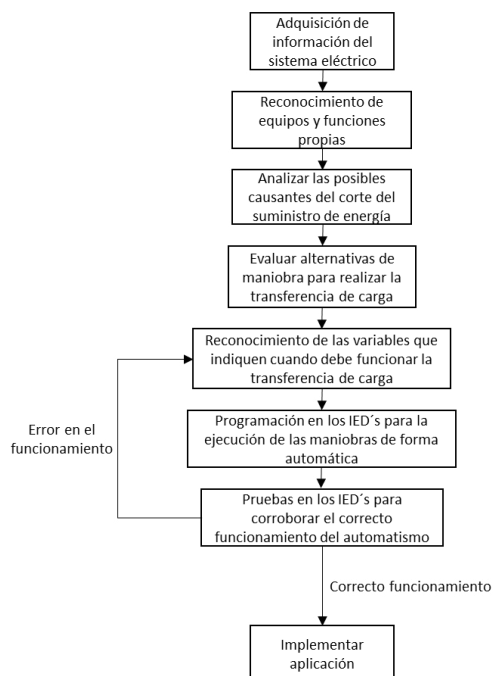 Adquisición de
información del
sistema eléctrico
Reconocimiento de
equipos y funciones
propias
Analizar las posibles
causantes del corte del
suministro de energía
Evaluar alternativas de
maniobra para realizar la
transferencia de carga
Reconocimiento de las variables que
indiquen cuando debe funcionar la
transferencia de carga
Error en el
funcionamiento
Programación en los IED´s para la
ejecución de las maniobras de forma
automática
Pruebas en los IED´s para
corroborar el correcto
funcionamiento del automatismo
Correcto funcionamiento
Implementar
aplicación